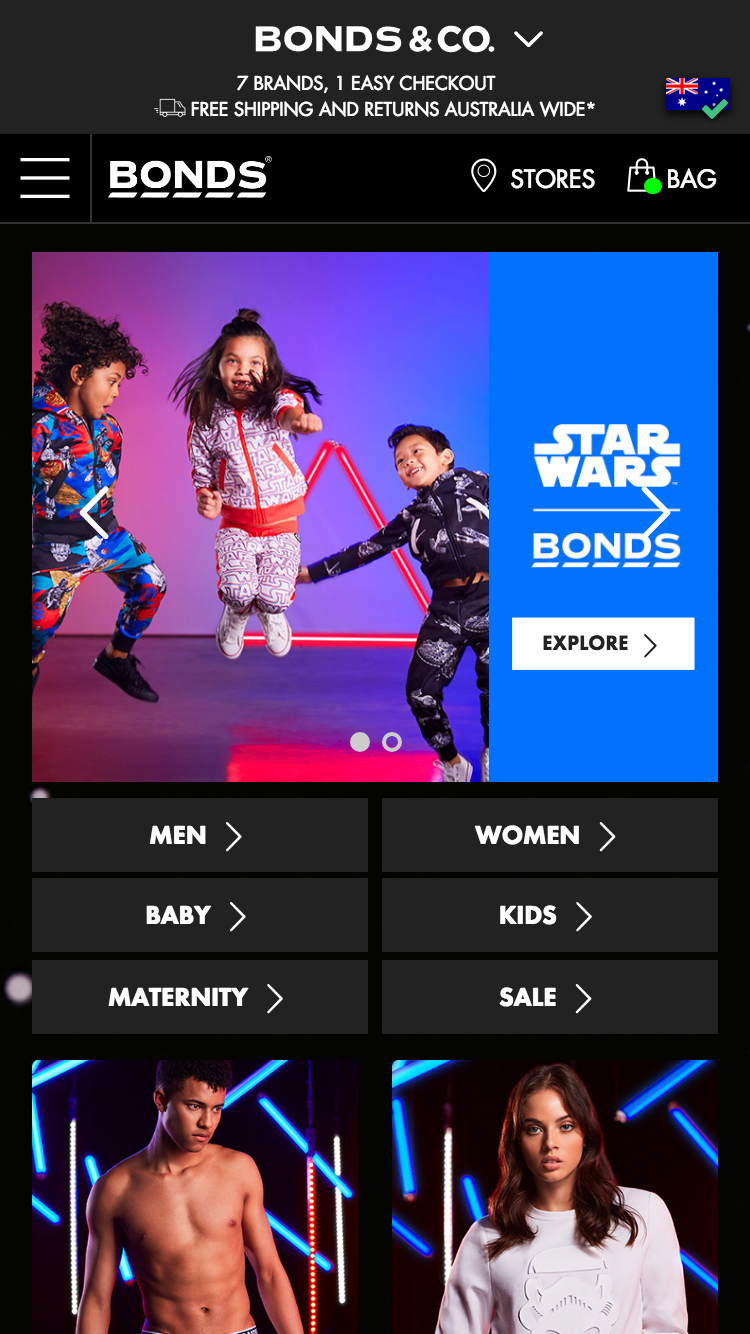 BONDS & CO.
7 BRANDS, 1 EASY CHECKOUT
FREE SHIPPING AND RETURNS AUSTRALIA WIDE*
BONDS®
STORES
BAG
STAR
WARS™
BONDS
EXPLORE
MEN
WOMEN
BABY
KIDS
MATERNITY
SALE